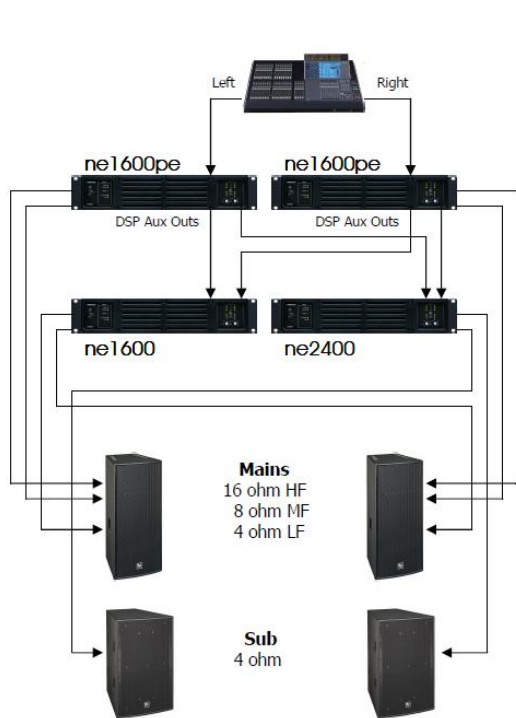 Left
Right
ne1600pe
ne1600pe
DSP Aux Outs
DSP Aux Outs
ne1600
ne2400
Mains
16 ohm HF
8 ohm MF
4 ohm LF
Sub
4 ohm